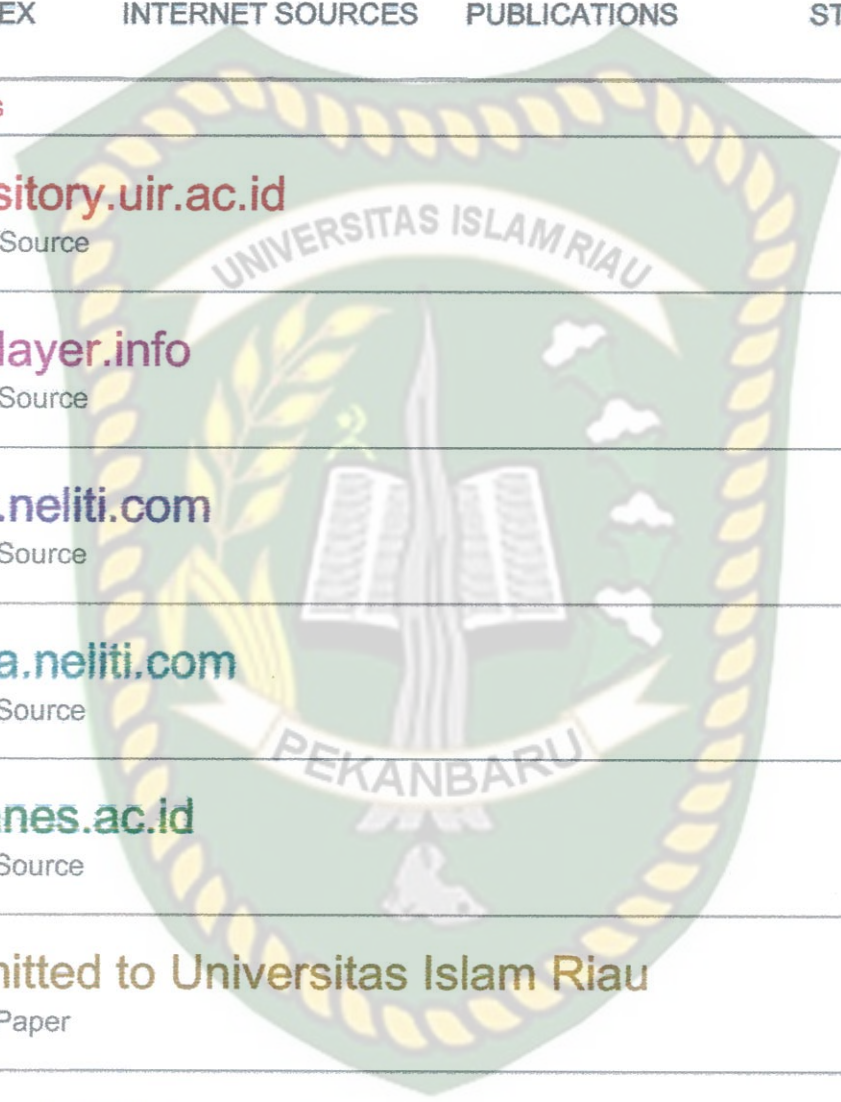 EX INTERNET SOURCES PUBLICATIONS ST
S
sitory.uir.ac.id
Source
UNIVERSITAS ISLAM RIAU
layer.info
Source
.neliti.com
Source
a.neliti.com
Source
PEKANBARU
nes.ac.id
Source
nitted to Universitas Islam Riau
Paper